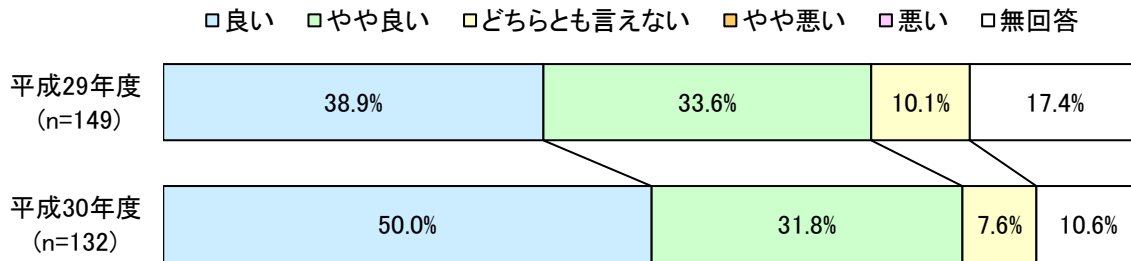 良い やや良い どちらとも言えない やや悪い 悪い 無回答
平成29年度
(n=149)
38.9% 33.6% 10.1% 17.4%
平成30年度
(n=132)
50.0% 31.8% 7.6% 10.6%